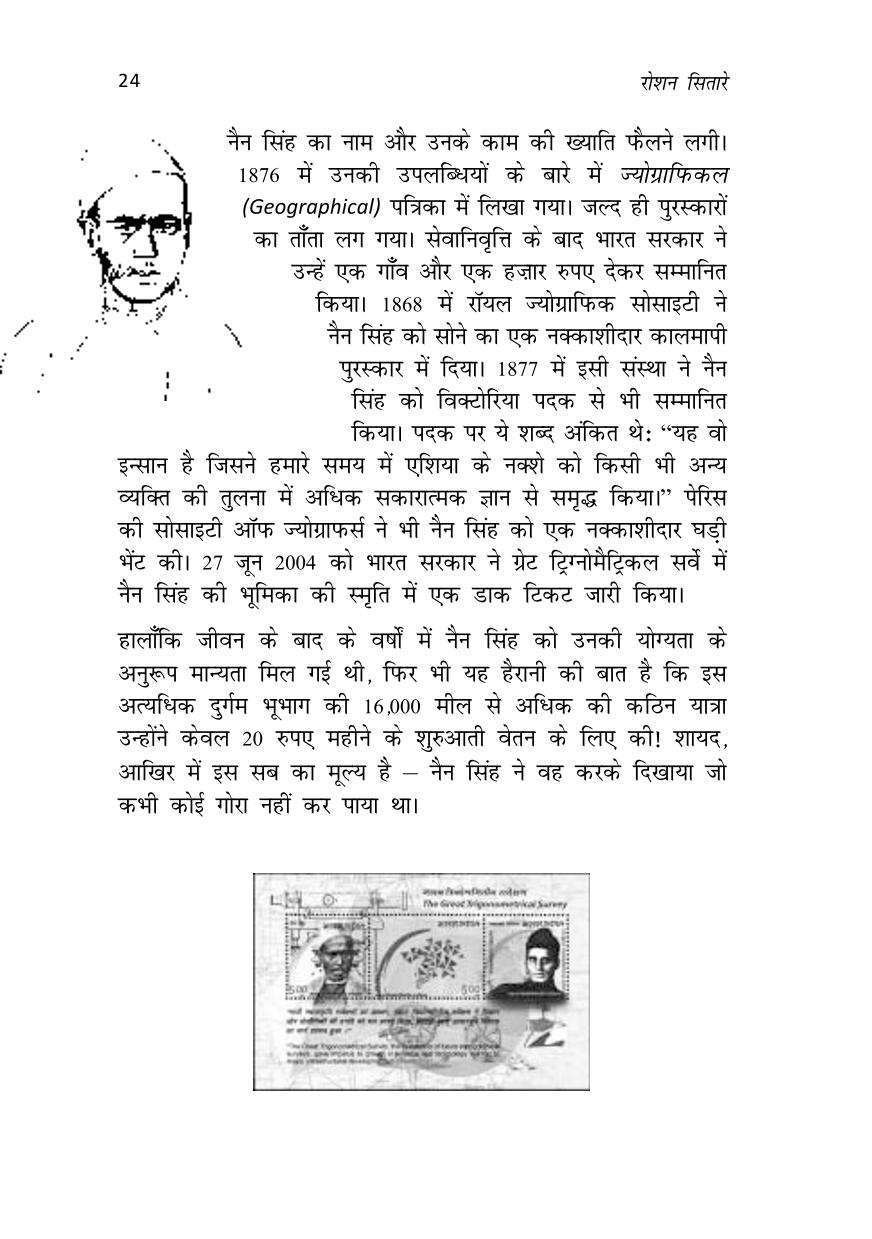 24 रोशन सितारे
नैन सिंह का नाम और उनके काम की ख्याति फैलने लगी।
1876 में उनकी उपलब्धियों के बारे में ज्योग्राफिकल
(Geographical) पत्रिका में लिखा गया। जल्द ही पुरस्कारों
का ताँता लग गया। सेवानिवृत्ति के बाद भारत सरकार ने
उन्हें एक गाँव और एक हज़ार रुपए देकर सम्मानित
किया। 1868 में रॉयल ज्योग्राफिक सोसाइटी ने
नैन सिंह को सोने का एक नक्काशीदार कालमापी
पुरस्कार में दिया। 1877 में इसी संस्था ने नैन
सिंह को विक्टोरिया पदक से भी सम्मानित
किया। पदक पर ये शब्द अंकित थे: “यह वो
इन्सान है जिसने हमारे समय में एशिया के नक्शे को किसी भी अन्य
व्यक्ति की तुलना में अधिक सकारात्मक ज्ञान से समृद्ध किया।” पेरिस
की सोसाइटी ऑफ ज्योग्राफर्स ने भी नैन सिंह को एक नक्काशीदार घड़ी
भेंट की। 27 जून 2004 को भारत सरकार ने ग्रेट ट्रिग्नोमैट्रिकल सर्वे में
नैन सिंह की भूमिका की स्मृति में एक डाक टिकट जारी किया।
हालाँकि जीवन के बाद के वर्षों में नैन सिंह को उनकी योग्यता के
अनुरूप मान्यता मिल गई थी, फिर भी यह हैरानी की बात है कि इस
अत्यधिक दुर्गम भूभाग की 16,000 मील से अधिक की कठिन यात्रा
उन्होंने केवल 20 रुपए महीने के शुरुआती वेतन के लिए की! शायद,
आखिर में इस सब का मूल्य है – नैन सिंह ने वह करके दिखाया जो
कभी कोई गोरा नहीं कर पाया था।
The Great Trigonometrical Survey
भारत INDIA
500 500